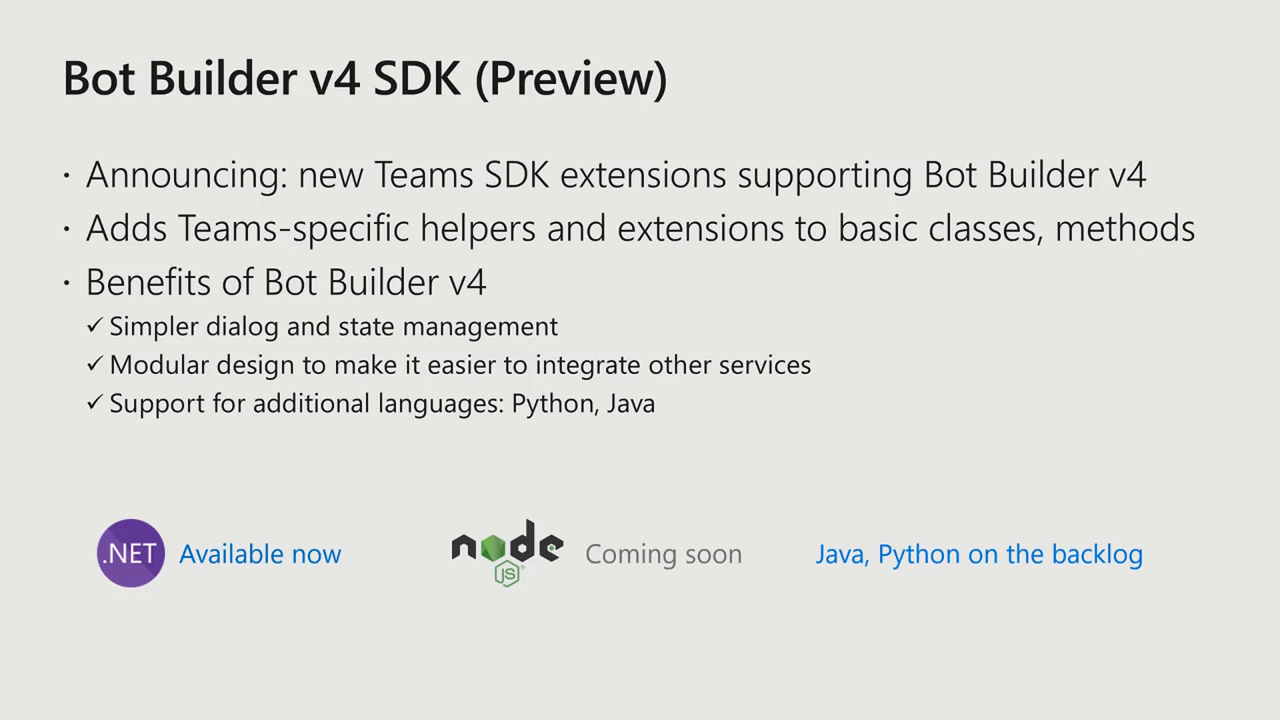 Bot Builder v4 SDK (Preview)
· Announcing: new Teams SDK extensions supporting Bot Builder v4
· Adds Teams-specific helpers and extensions to basic classes, methods
· Benefits of Bot Builder v4
✓ Simpler dialog and state management
✓ Modular design to make it easier to integrate other services
✓ Support for additional languages: Python, Java
.NET Available now
node JS ® Coming soon
Java, Python on the backlog